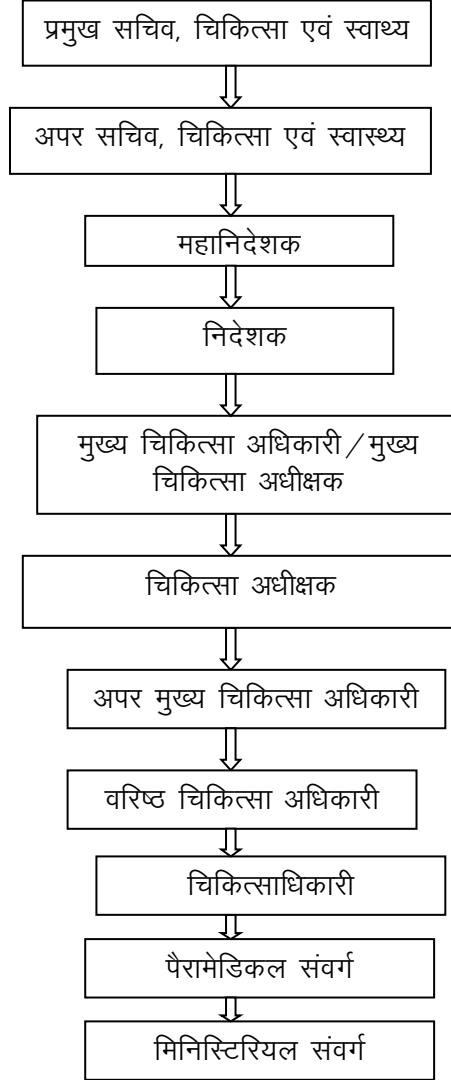 प्रमुख सचिव, चिकित्सा एवं स्वाथ्य
अपर सचिव, चिकित्सा एवं स्वास्थ्य
महानिदेशक
निदेशक
मुख्य चिकित्सा अधिकारी / मुख्य
चिकित्सा अधीक्षक
चिकित्सा अधीक्षक
अपर मुख्य चिकित्सा अधिकारी
वरिष्ठ चिकित्सा अधिकारी
चिकित्साधिकारी
पैरामेडिकल संवर्ग
मिनिस्टिरियल संवर्ग